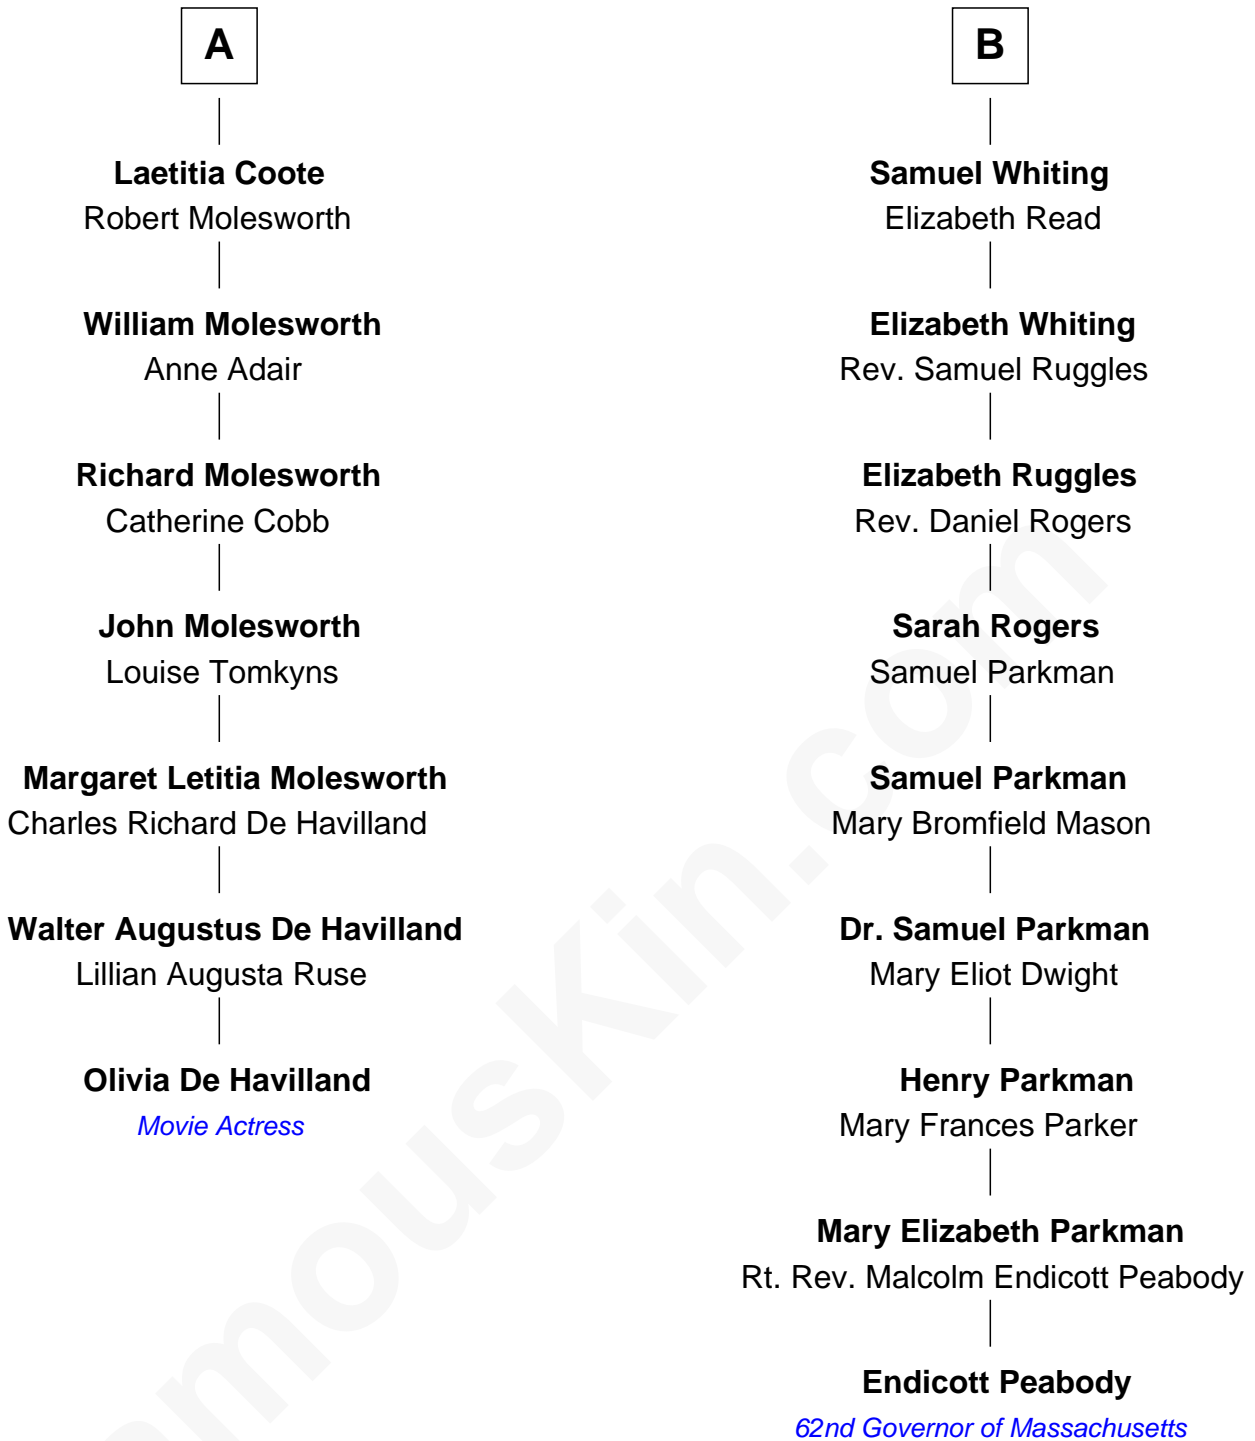 A
Laetitia Coote
Robert Molesworth
William Molesworth
Anne Adair
Richard Molesworth
Catherine Cobb
John Molesworth
Louise Tomkyns
Margaret Letitia Molesworth
Charles Richard De Havilland
Walter Augustus De Havilland
Lillian Augusta Ruse
Olivia De Havilland
Movie Actress
B
Samuel Whiting
Elizabeth Read
Elizabeth Whiting
Rev. Samuel Ruggles
Elizabeth Ruggles
Rev. Daniel Rogers
Sarah Rogers
Samuel Parkman
Samuel Parkman
Mary Bromfield Mason
Dr. Samuel Parkman
Mary Eliot Dwight
Henry Parkman
Mary Frances Parker
Mary Elizabeth Parkman
Rt. Rev. Malcolm Endicott Peabody
Endicott Peabody
62nd Governor of Massachusetts
amousKin.com